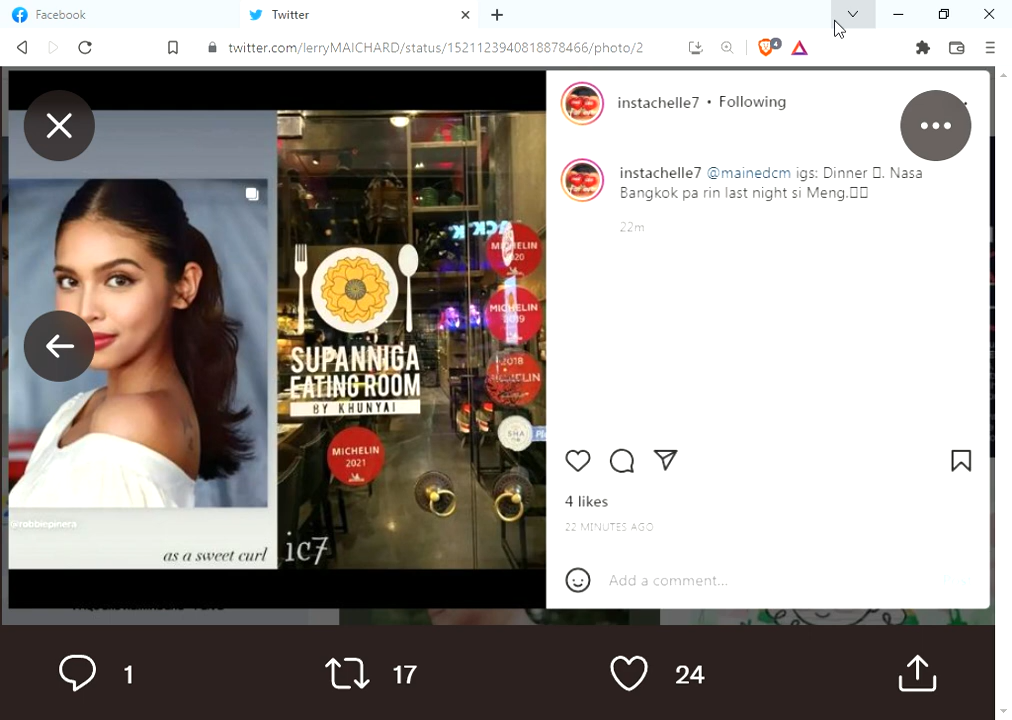 Facebook
Twitter
twitter.com/lerryMAICHARD/status/1521123940818878466/photo/2
4
instachelle7 • Following
instachelle7 @mainedcm igs: Dinner ▯. Nasa
Bangkok pa rin last night si Meng.▯▯
22m
MICHELIN
MICHELIN
2018
MICHELIN
SUPANNIGA
EATING ROOM
BY KHUNYAI
SHA
MICHELIN
2021
@robbiepinera
as a sweet curl
ic7
4 likes
22 MINUTES AGO
Add a comment...
1
17
24